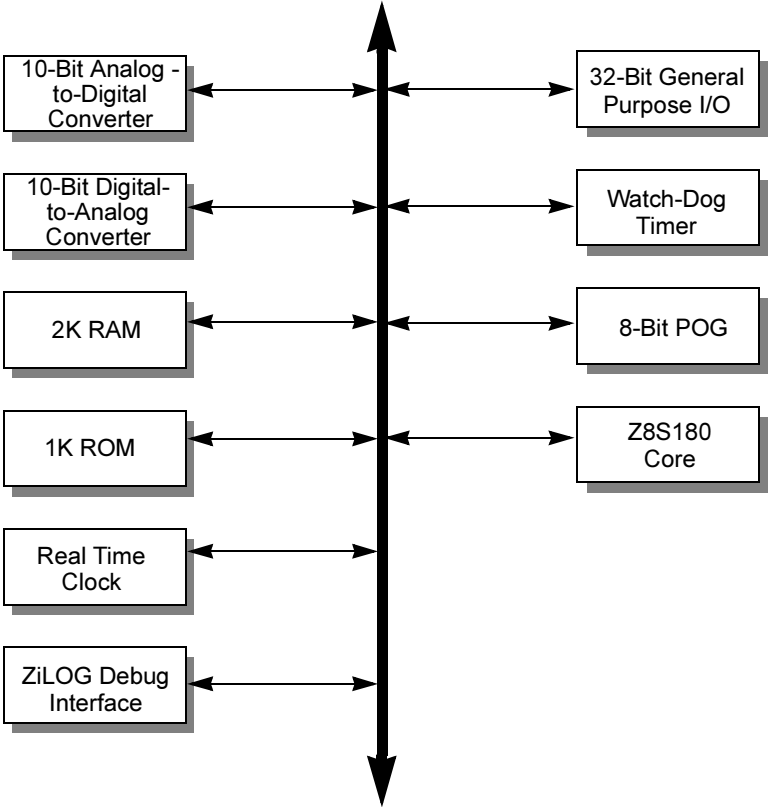 10-Bit Analog -
to-Digital
Converter
10-Bit Digital-
to-Analog
Converter
2K RAM
1K ROM
Real Time
Clock
ZiLOG Debug
Interface
32-Bit General
Purpose I/O
Watch-Dog
Timer
8-Bit POG
Z8S180
Core